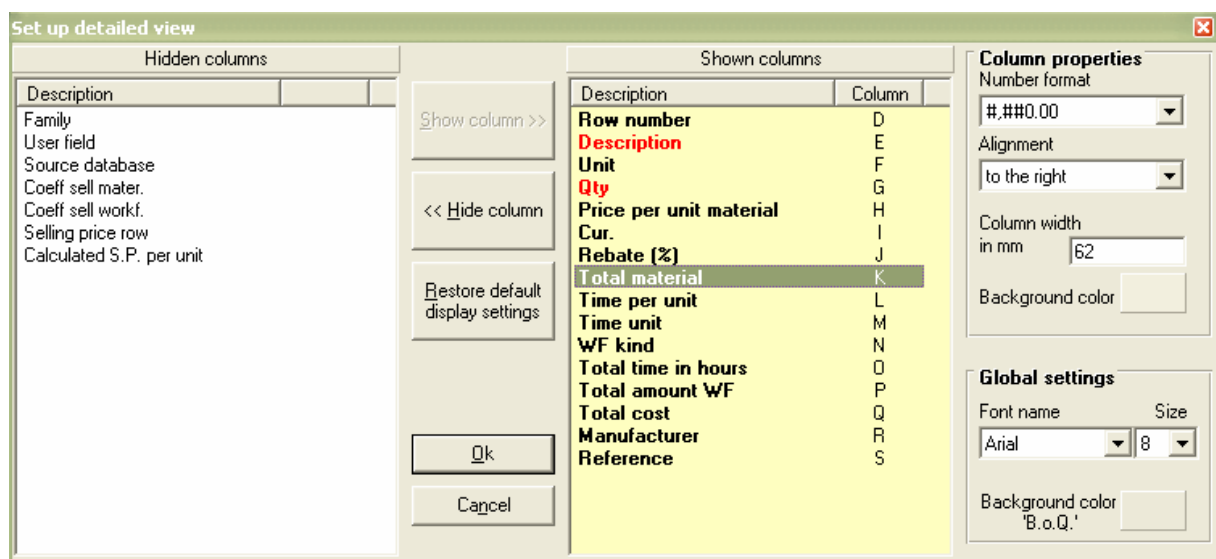 Set up detailed view
Hidden columns
Description
Family
User field
Source database
Coeff sell mater.
Coeff sell workf.
Selling price row
Calculated S.P. per unit
Show column >>
<< Hide column
Restore default
display settings
Ok
Cancel
Shown columns
Description Column
Row number D
Description E
Unit F
Qty G
Price per unit material H
Cur. I
Rebate (%) J
Total material K
Time per unit L
Time unit M
WF kind N
Total time in hours O
Total amount WF P
Total cost Q
Manufacturer R
Reference S
Column properties
Number format
#,##0.00
Alignment
to the right
Column width
in mm 62
Background color
Global settings
Font name Size
Arial 8
Background color
'B.o.Q.'